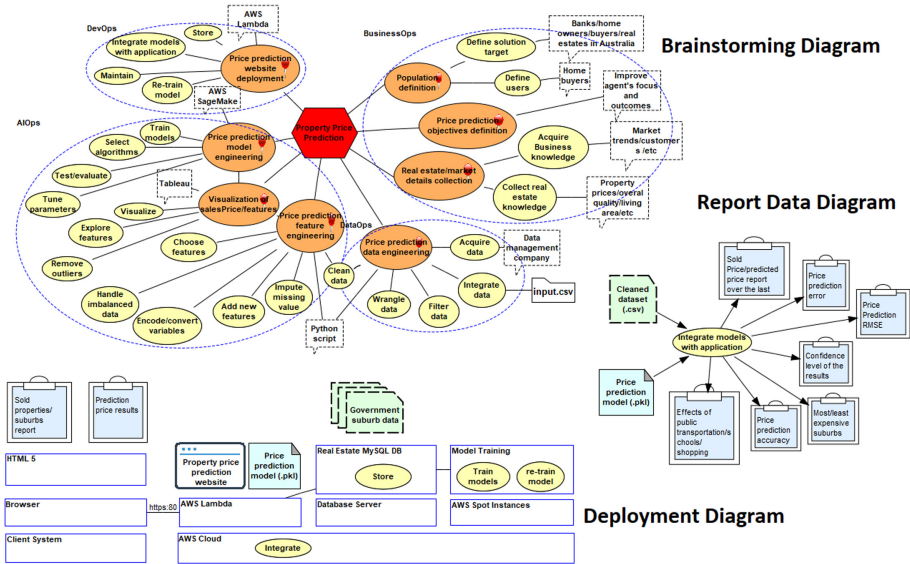 Brainstorming Diagram
DevOps
AWS
Lambda
Store
Integrate models
with application
Price prediction
website
deployment
Maintain
Re-train
model
AWS
SageMake
BusinessOps
Define solution
target
Banks/home
owners/buyers/real
estates in Australia
Population
definition
Define
users
Home
buyers
Improve
agent's focus
and
outcomes
Property Price
Prediction
Price prediction
objectives definition
Market
trends/customer
s /etc
Acquire
Business
knowledge
Real estate/market
details collection
Collect real
estate
knowledge
Property
prices/overal
quality/living
area/etc
AIOps
Train
models
Select
algorithms
Price prediction
model
engineering
Test/evaluate
Tableau
Tune
parameters
Visualize
Visualization of
salesPrice/features
Explore
features
Price prediction
feature
engineering
Choose
features
Remove
outliers
Handle
imbalanced
data
Encode/convert
variables
Add new
features
Impute
missing
value
Clean
data
DataOps
Price prediction
data engineering
Acquire
data
Data
management
company
Integrate
data
input.csv
Wrangle
data
Filter
data
Python
script
Report Data Diagram
Cleaned
dataset
(.csv)
Sold
Price/predicted
price report
over the last
Price
prediction
error
Price
Prediction
RMSE
Integrate models
with application
Confidence
level of the
results
Price
prediction
model (.pkl)
Effects of
public
transportation/s
chools/
shopping
Price
prediction
accuracy
Most/least
expensive
suburbs
Sold
properties/
suburbs
report
Prediction
price results
Government
suburb data
HTML 5
Property price
prediction
website
Price
prediction
model (.pkl)
Real Estate MySQL DB
Store
Model Training
Train
models
re-train
model
Browser
https:80
AWS Lambda
Database Server
AWS Spot Instances
Deployment Diagram
Client System
AWS Cloud
Integrate